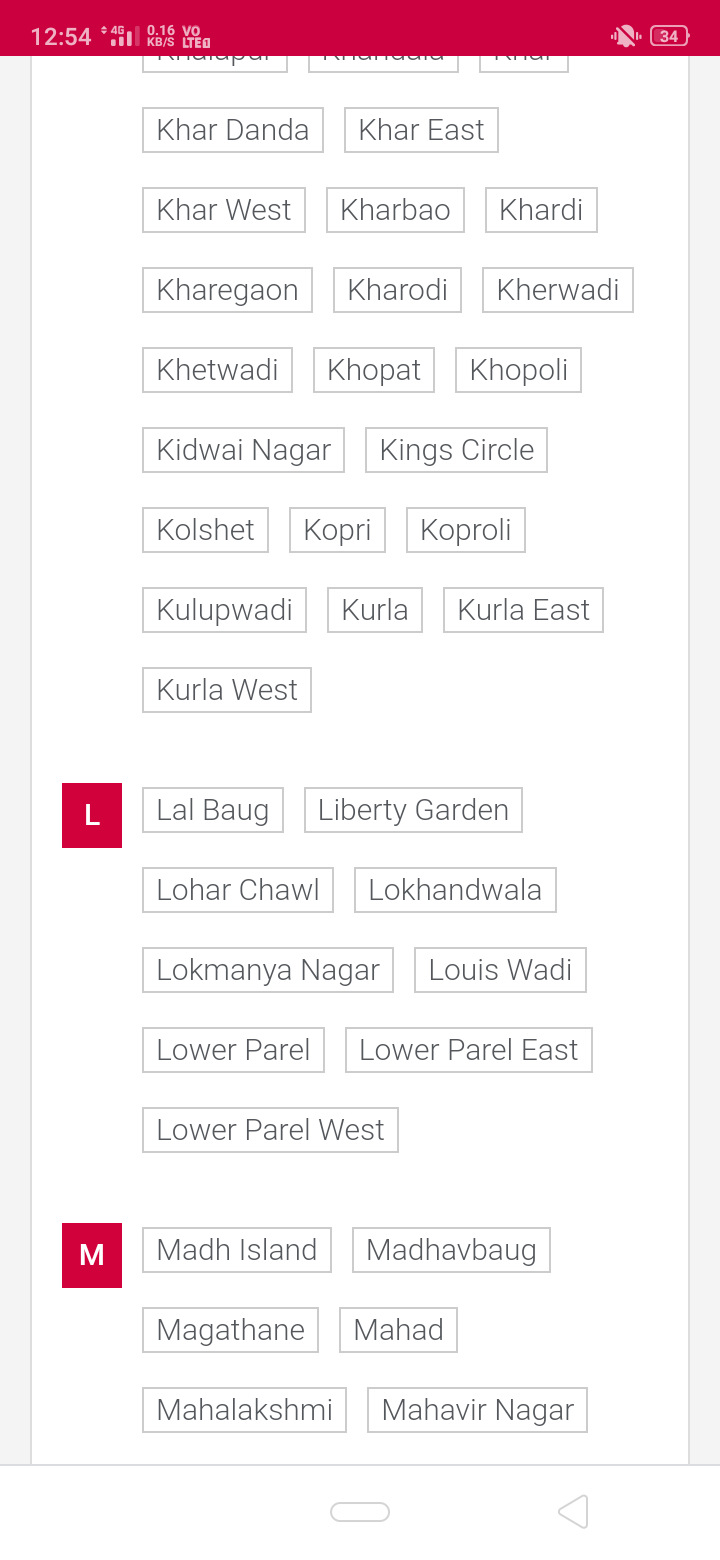 12:54 4G 0.16 KB/S VO LTE 34
Khar Danda Khar East
Khar West Kharbao Khardi
Kharegaon Kharodi Kherwadi
Khetwadi Khopat Khopoli
Kidwai Nagar Kings Circle
Kolshet Kopri Koproli
Kulupwadi Kurla Kurla East
Kurla West
L Lal Baug Liberty Garden
Lohar Chawl Lokhandwala
Lokmanya Nagar Louis Wadi
Lower Parel Lower Parel East
Lower Parel West
M Madh Island Madhavbaug
Magathane Mahad
Mahalakshmi Mahavir Nagar